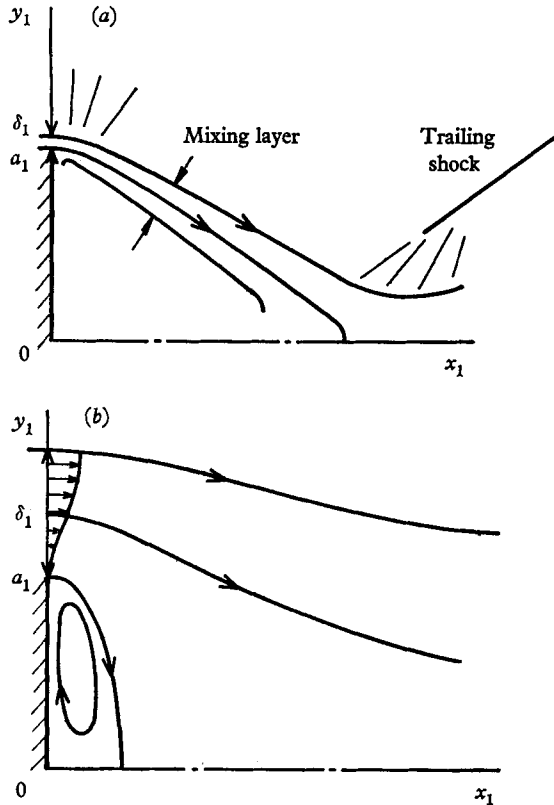 y₁
(a)
δ₁
a₁
Mixing layer
Trailing
shock
0
x₁
y₁
(b)
δ₁
a₁
0
x₁